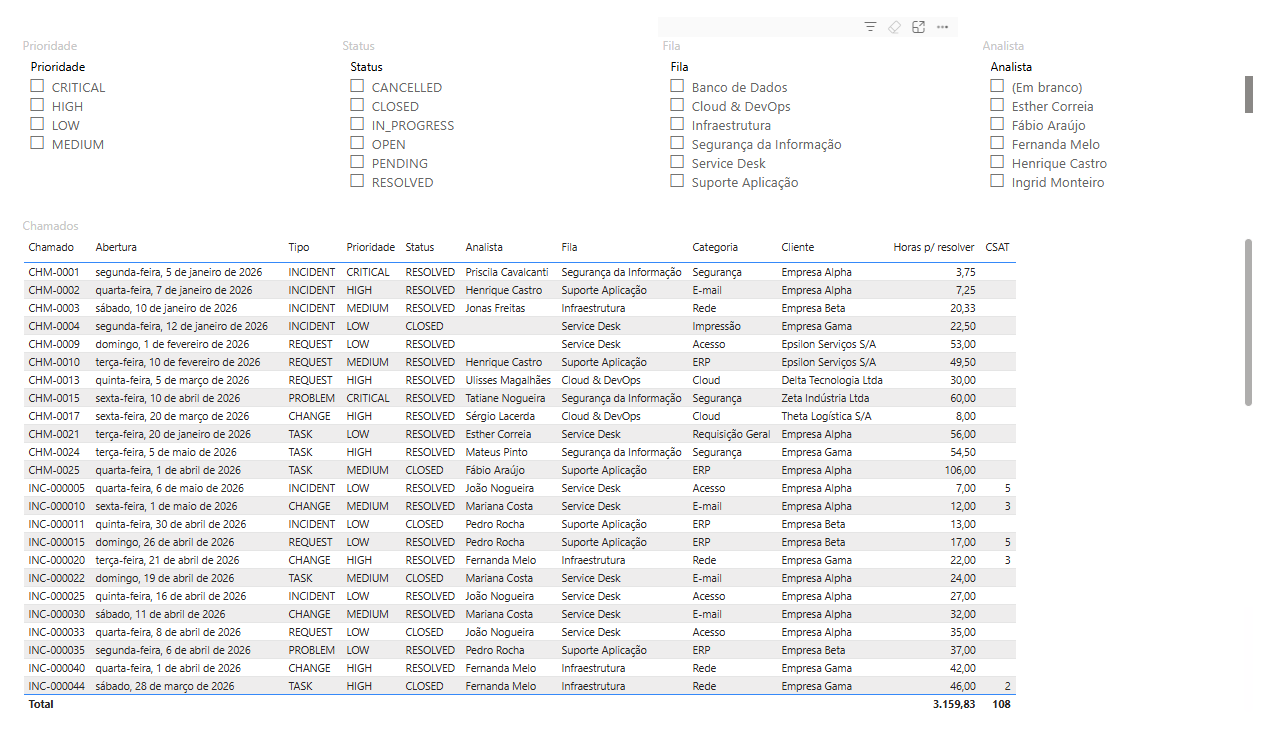 Prioridade Status Fila Analista
Prioridade Status Fila Analista
CRITICAL CANCELLED Banco de Dados (Em branco)
HIGH CLOSED Cloud & DevOps Esther Correia
LOW IN_PROGRESS Infraestrutura Fábio Araújo
MEDIUM OPEN Segurança da Informação Fernanda Melo
PENDING Service Desk Henrique Castro
RESOLVED Suporte Aplicação Ingrid Monteiro
Chamados
Chamado Abertura Tipo Prioridade Status Analista Fila Categoria Cliente Horas p/ resolver CSAT
CHM-0001 segunda-feira, 5 de janeiro de 2026 INCIDENT CRITICAL RESOLVED Priscila Cavalcanti Segurança da Informação Segurança Empresa Alpha 3,75
CHM-0002 quarta-feira, 7 de janeiro de 2026 INCIDENT HIGH RESOLVED Henrique Castro Suporte Aplicação E-mail Empresa Alpha 7,25
CHM-0003 sábado, 10 de janeiro de 2026 INCIDENT MEDIUM RESOLVED Jonas Freitas Infraestrutura Rede Empresa Beta 20,33
CHM-0004 segunda-feira, 12 de janeiro de 2026 INCIDENT LOW CLOSED Service Desk Impressão Empresa Gama 22,50
CHM-0009 domingo, 1 de fevereiro de 2026 REQUEST LOW RESOLVED Service Desk Acesso Epsilon Serviços S/A 53,00
CHM-0010 terça-feira, 10 de fevereiro de 2026 REQUEST MEDIUM RESOLVED Henrique Castro Suporte Aplicação ERP Epsilon Serviços S/A 49,50
CHM-0013 quinta-feira, 5 de março de 2026 REQUEST HIGH RESOLVED Ulisses Magalhães Cloud & DevOps Cloud Delta Tecnologia Ltda 30,00
CHM-0015 sexta-feira, 10 de abril de 2026 PROBLEM CRITICAL RESOLVED Tatiane Nogueira Segurança da Informação Segurança Zeta Indústria Ltda 60,00
CHM-0017 sexta-feira, 20 de março de 2026 CHANGE HIGH RESOLVED Sérgio Lacerda Cloud & DevOps Cloud Theta Logística S/A 8,00
CHM-0021 terça-feira, 20 de janeiro de 2026 TASK LOW RESOLVED Esther Correia Service Desk Requisição Geral Empresa Alpha 56,00
CHM-0024 terça-feira, 5 de maio de 2026 TASK HIGH RESOLVED Mateus Pinto Segurança da Informação Segurança Empresa Gama 54,50
CHM-0025 quarta-feira, 1 de abril de 2026 TASK MEDIUM CLOSED Fábio Araújo Suporte Aplicação ERP Empresa Alpha 106,00
INC-000005 quarta-feira, 6 de maio de 2026 INCIDENT LOW RESOLVED João Nogueira Service Desk Acesso Empresa Alpha 7,00 5
INC-000010 sexta-feira, 1 de maio de 2026 CHANGE MEDIUM RESOLVED Mariana Costa Service Desk E-mail Empresa Alpha 12,00 3
INC-000011 quinta-feira, 30 de abril de 2026 INCIDENT LOW CLOSED Pedro Rocha Suporte Aplicação ERP Empresa Beta 13,00
INC-000015 domingo, 26 de abril de 2026 REQUEST LOW RESOLVED Pedro Rocha Suporte Aplicação ERP Empresa Beta 17,00 5
INC-000020 terça-feira, 21 de abril de 2026 CHANGE HIGH RESOLVED Fernanda Melo Infraestrutura Rede Empresa Gama 22,00 3
INC-000022 domingo, 19 de abril de 2026 TASK MEDIUM CLOSED Mariana Costa Service Desk E-mail Empresa Alpha 24,00
INC-000025 quinta-feira, 16 de abril de 2026 INCIDENT LOW RESOLVED João Nogueira Service Desk Acesso Empresa Alpha 27,00
INC-000030 sábado, 11 de abril de 2026 CHANGE MEDIUM RESOLVED Mariana Costa Service Desk E-mail Empresa Alpha 32,00
INC-000033 quarta-feira, 8 de abril de 2026 REQUEST LOW CLOSED João Nogueira Service Desk Acesso Empresa Alpha 35,00
INC-000035 segunda-feira, 6 de abril de 2026 PROBLEM LOW RESOLVED Pedro Rocha Suporte Aplicação ERP Empresa Beta 37,00
INC-000040 quarta-feira, 1 de abril de 2026 CHANGE HIGH RESOLVED Fernanda Melo Infraestrutura Rede Empresa Gama 42,00
INC-000044 sábado, 28 de março de 2026 TASK HIGH CLOSED Fernanda Melo Infraestrutura Rede Empresa Gama 46,00 2
Total 3.159,83 108